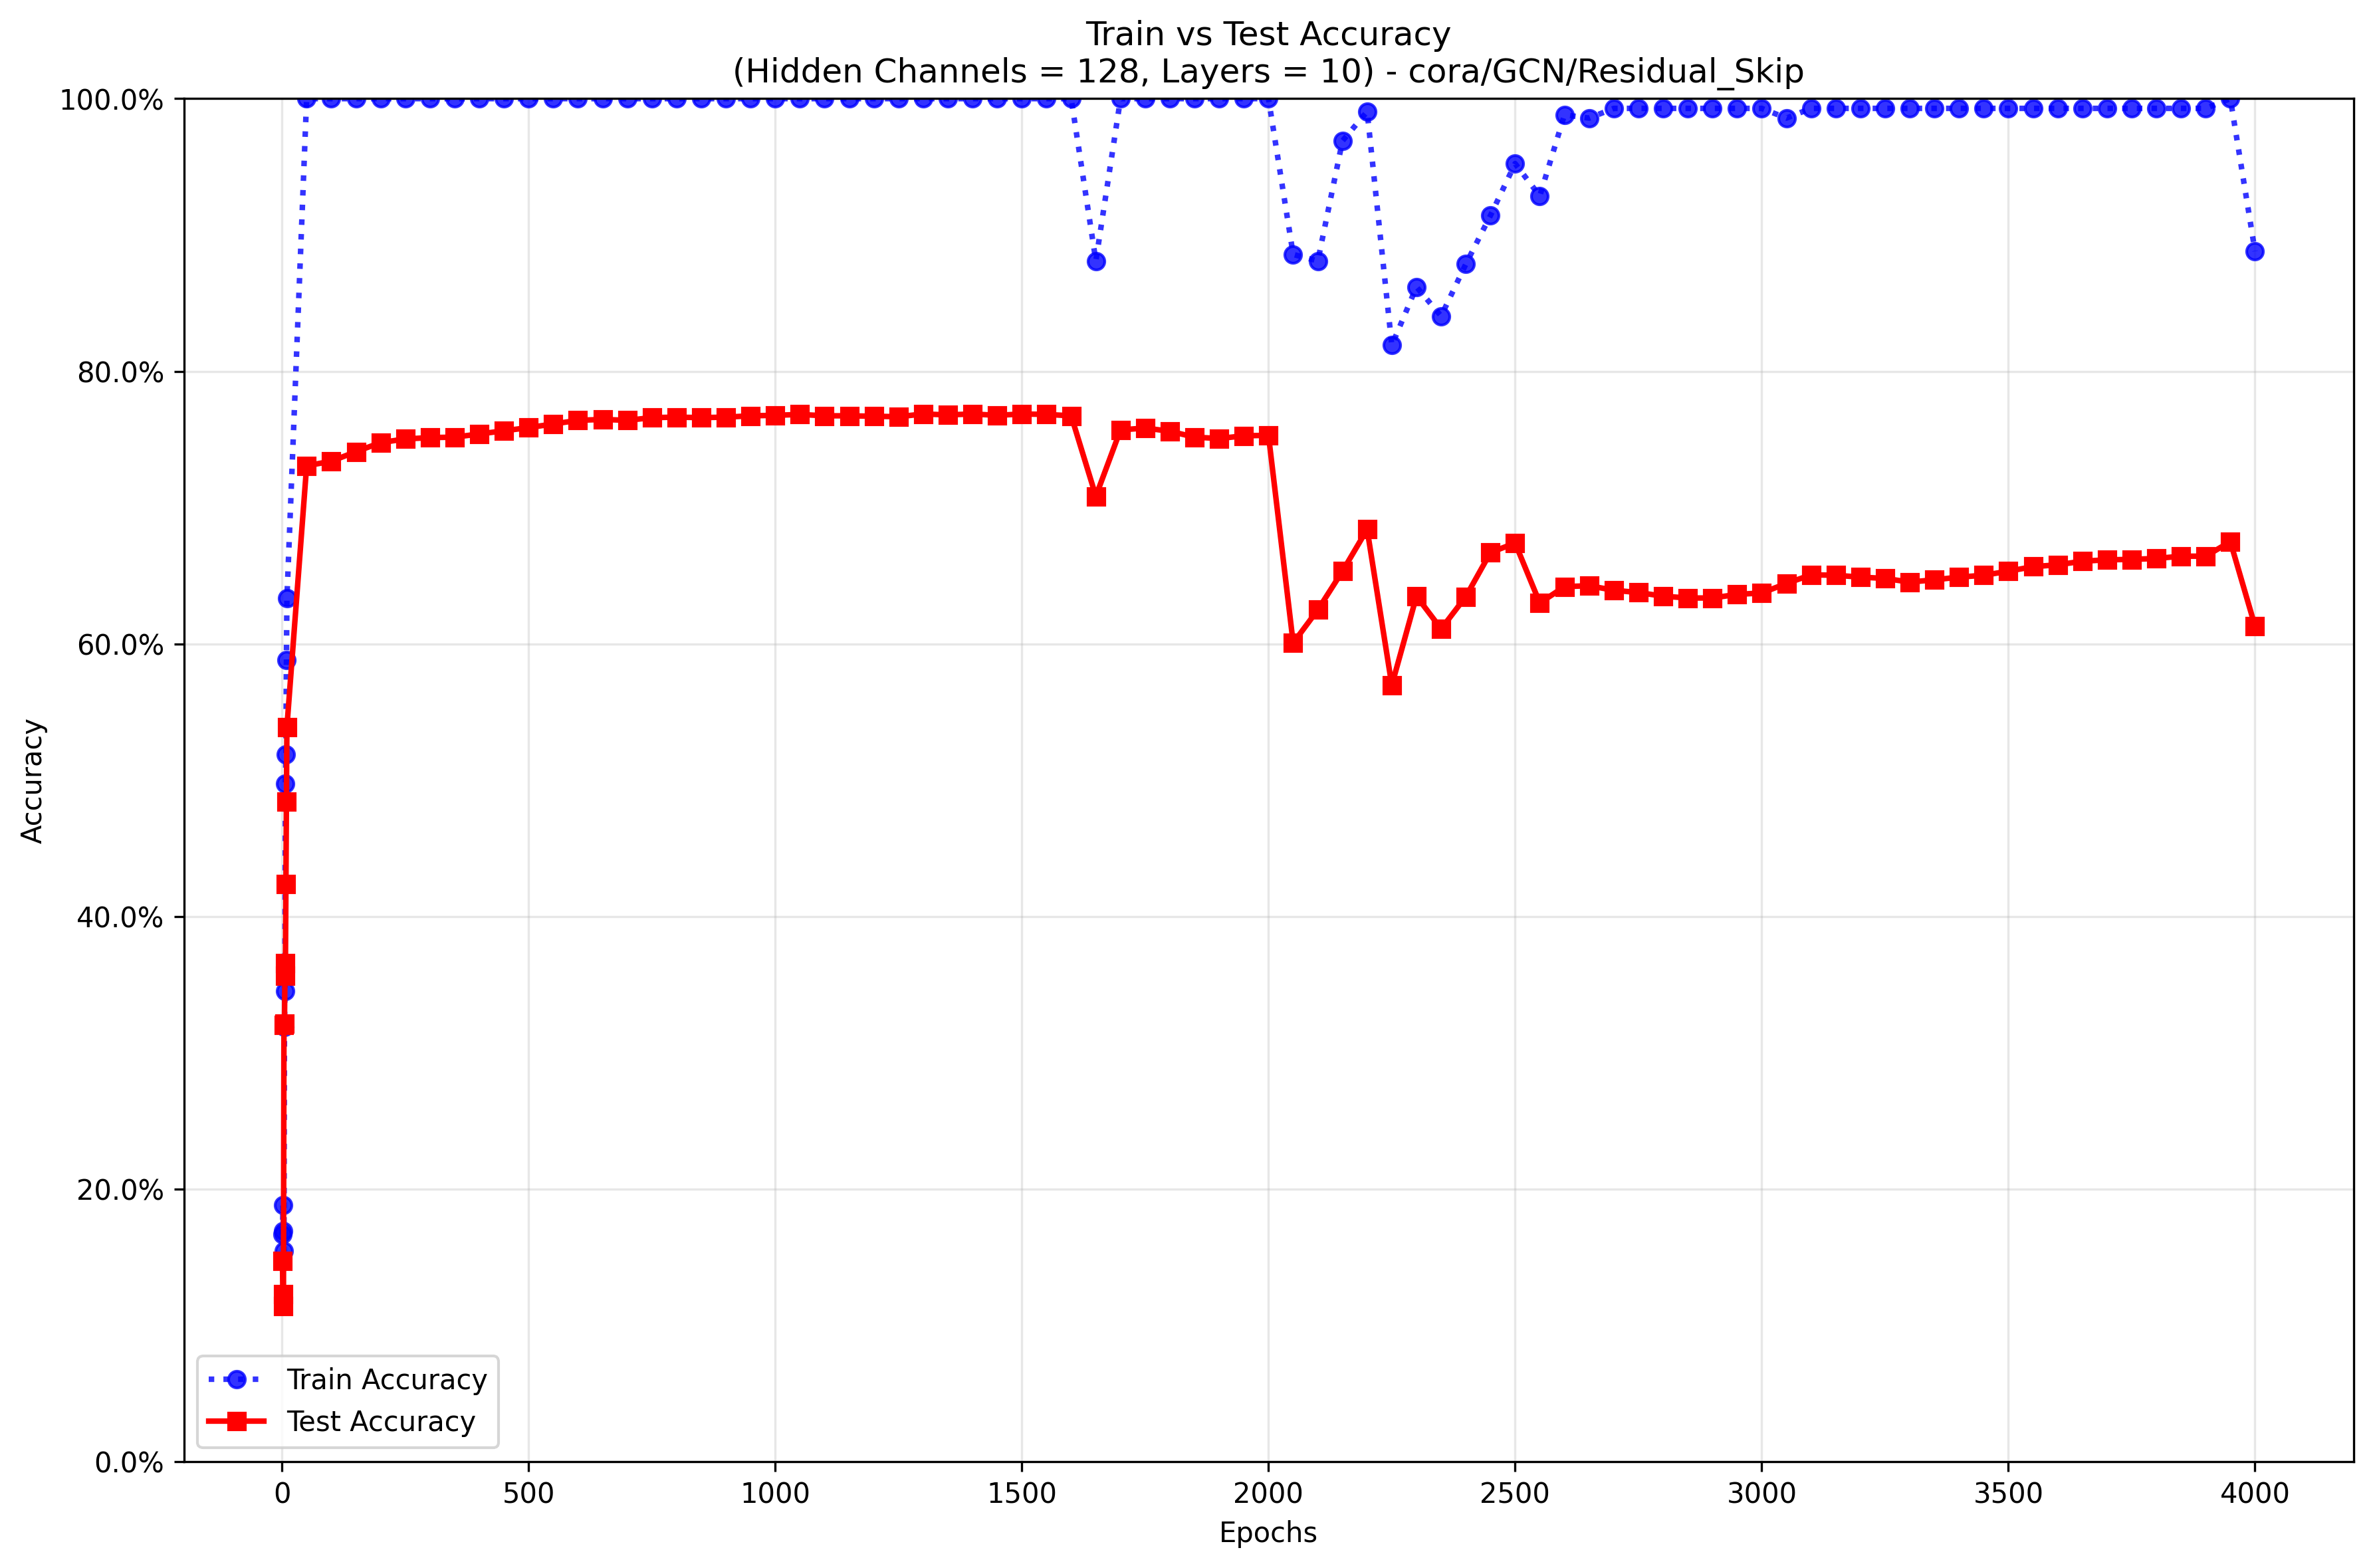 Train vs Test Accuracy
(Hidden Channels = 128, Layers = 10) - cora/GCN/Residual_Skip
100.0%
80.0%
60.0%
40.0%
20.0%
0.0%
Accuracy
Train Accuracy
Test Accuracy
0 500 1000 1500 2000 2500 3000 3500 4000
Epochs